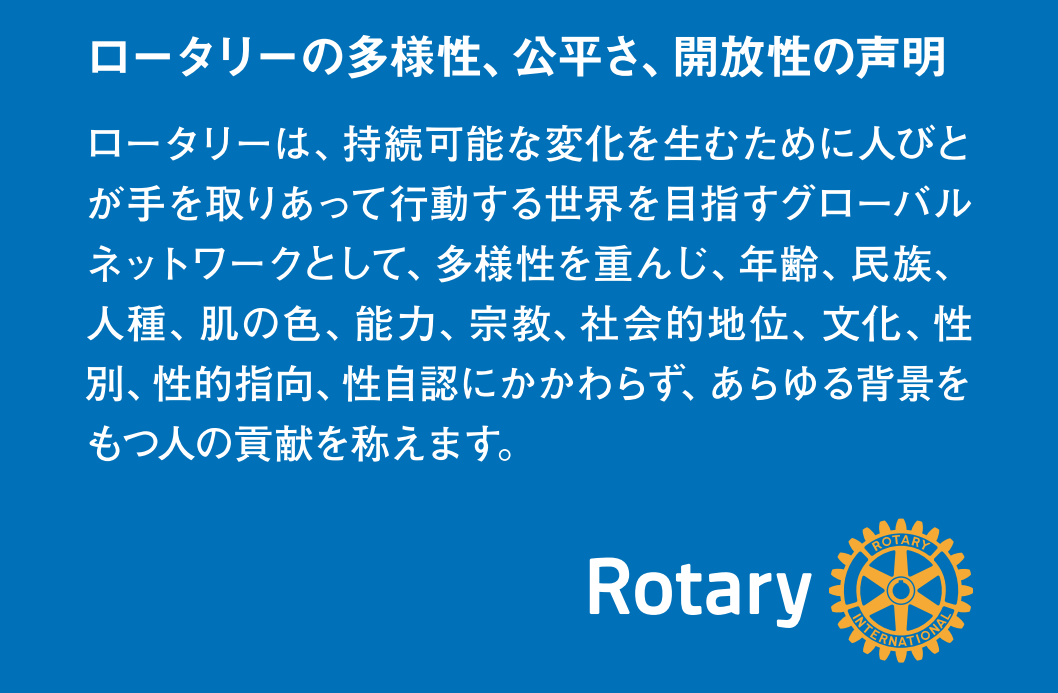 ロータリーの多様性、公平さ、開放性の声明
ロータリーは、持続可能な変化を生むために人びと
が手を取りあって行動する世界を目指すグローバル
ネットワークとして、多様性を重んじ、年齢、民族、
人種、肌の色、能力、宗教、社会的地位、文化、性
別、性的指向、性自認にかかわらず、あらゆる背景を
もつ人の貢献を称えます。
Rotary
ROTARY
INTERNATIONAL